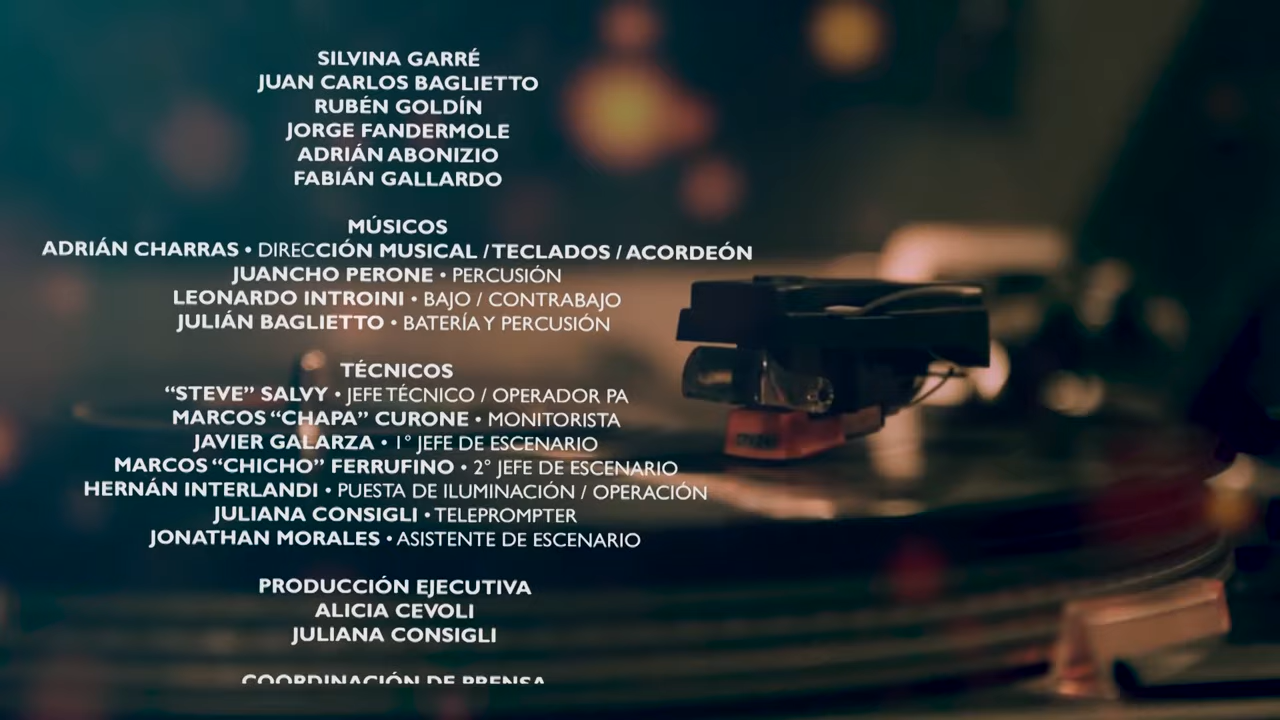 SILVINA GARRÉ
JUAN CARLOS BAGLIETTO
RUBÉN GOLDÍN
JORGE FANDERMOLE
ADRIÁN ABONIZIO
FABIÁN GALLARDO
MÚSICOS
ADRIÁN CHARRAS • DIRECCIÓN MUSICAL / TECLADOS / ACORDEÓN
JUANCHO PERONE • PERCUSIÓN
LEONARDO INTROINI • BAJO / CONTRABAJO
JULIÁN BAGLIETTO • BATERÍA Y PERCUSIÓN
TÉCNICOS
“STEVE” SALVY • JEFE TÉCNICO / OPERADOR PA
MARCOS “CHAPA” CURONE • MONITORISTA
JAVIER GALARZA • 1° JEFE DE ESCENARIO
MARCOS “CHICHO” FERRUFINO • 2° JEFE DE ESCENARIO
HERNÁN INTERLANDI • PUESTA DE ILUMINACIÓN / OPERACIÓN
JULIANA CONSIGLI • TELEPROMPTER
JONATHAN MORALES • ASISTENTE DE ESCENARIO
PRODUCCIÓN EJECUTIVA
ALICIA CEVOLI
JULIANA CONSIGLI
COORDINACIÓN DE PRENSA